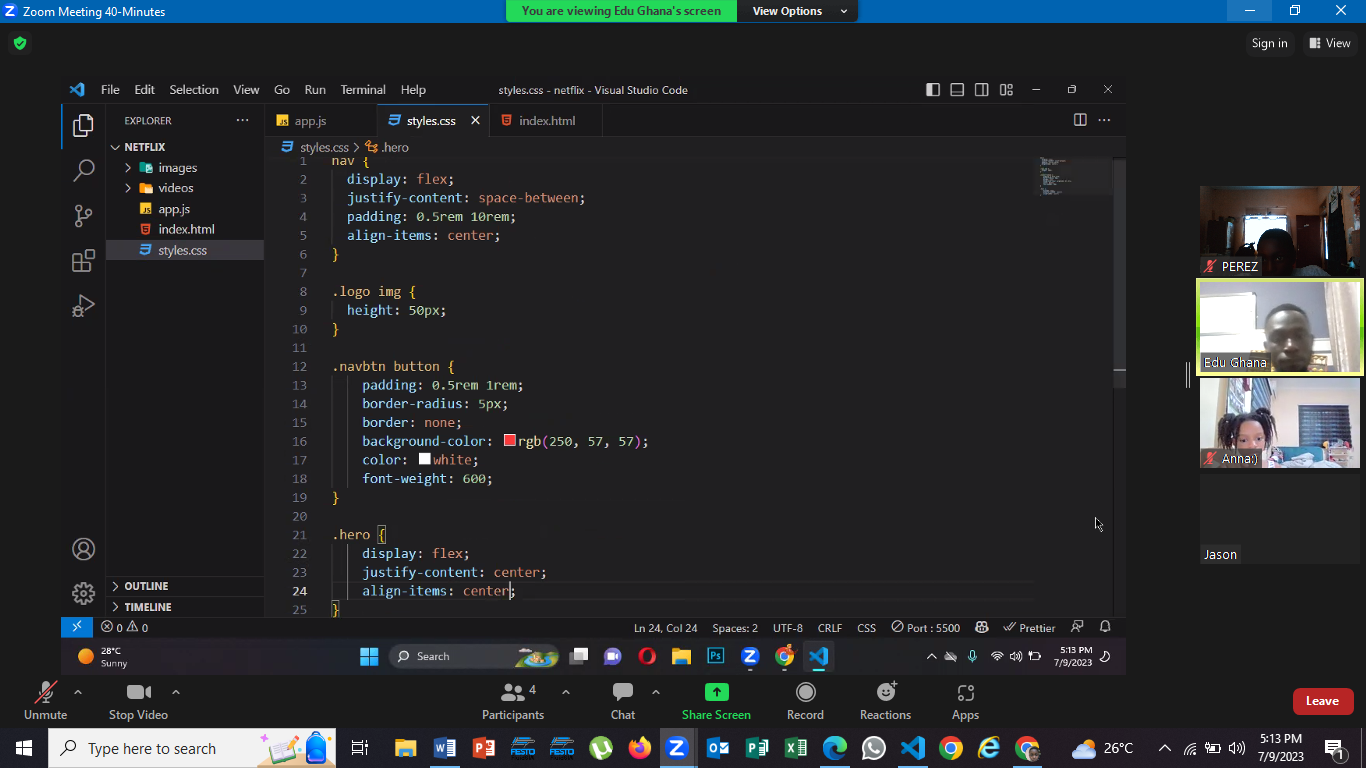 Zoom Meeting 40-Minutes
You are viewing Edu Ghana's screen
View Options
Sign in
View
File Edit Selection View Go Run Terminal Help
styles.css - netflix - Visual Studio Code
EXPLORER
app.js
styles.css
index.html
NETFLIX
images
videos
app.js
index.html
styles.css
OUTLINE
TIMELINE
styles.css > .hero
1 nav {
2 display: flex;
3 justify-content: space-between;
4 padding: 0.5rem 10rem;
5 align-items: center;
6 }
7
8 .logo img {
9 height: 50px;
10 }
11
12 .navbtn button {
13 padding: 0.5rem 1rem;
14 border-radius: 5px;
15 border: none;
16 background-color: rgb(250, 57, 57);
17 color: white;
18 font-weight: 600;
19 }
20
21 .hero {
22 display: flex;
23 justify-content: center;
24 align-items: center;
25 }
0 0
Ln 24, Col 24 Spaces: 2 UTF-8 CRLF CSS Port : 5500 Prettier
28°C
Sunny
Search
Ps
5:13 PM
7/9/2023
PEREZ
Edu Ghana
Anna:)
Jason
Unmute
Stop Video
4
Participants
Chat
Share Screen
Record
Reactions
Apps
Leave
Type here to search
FESTO
FESTO
26°C
5:13 PM
7/9/2023
1